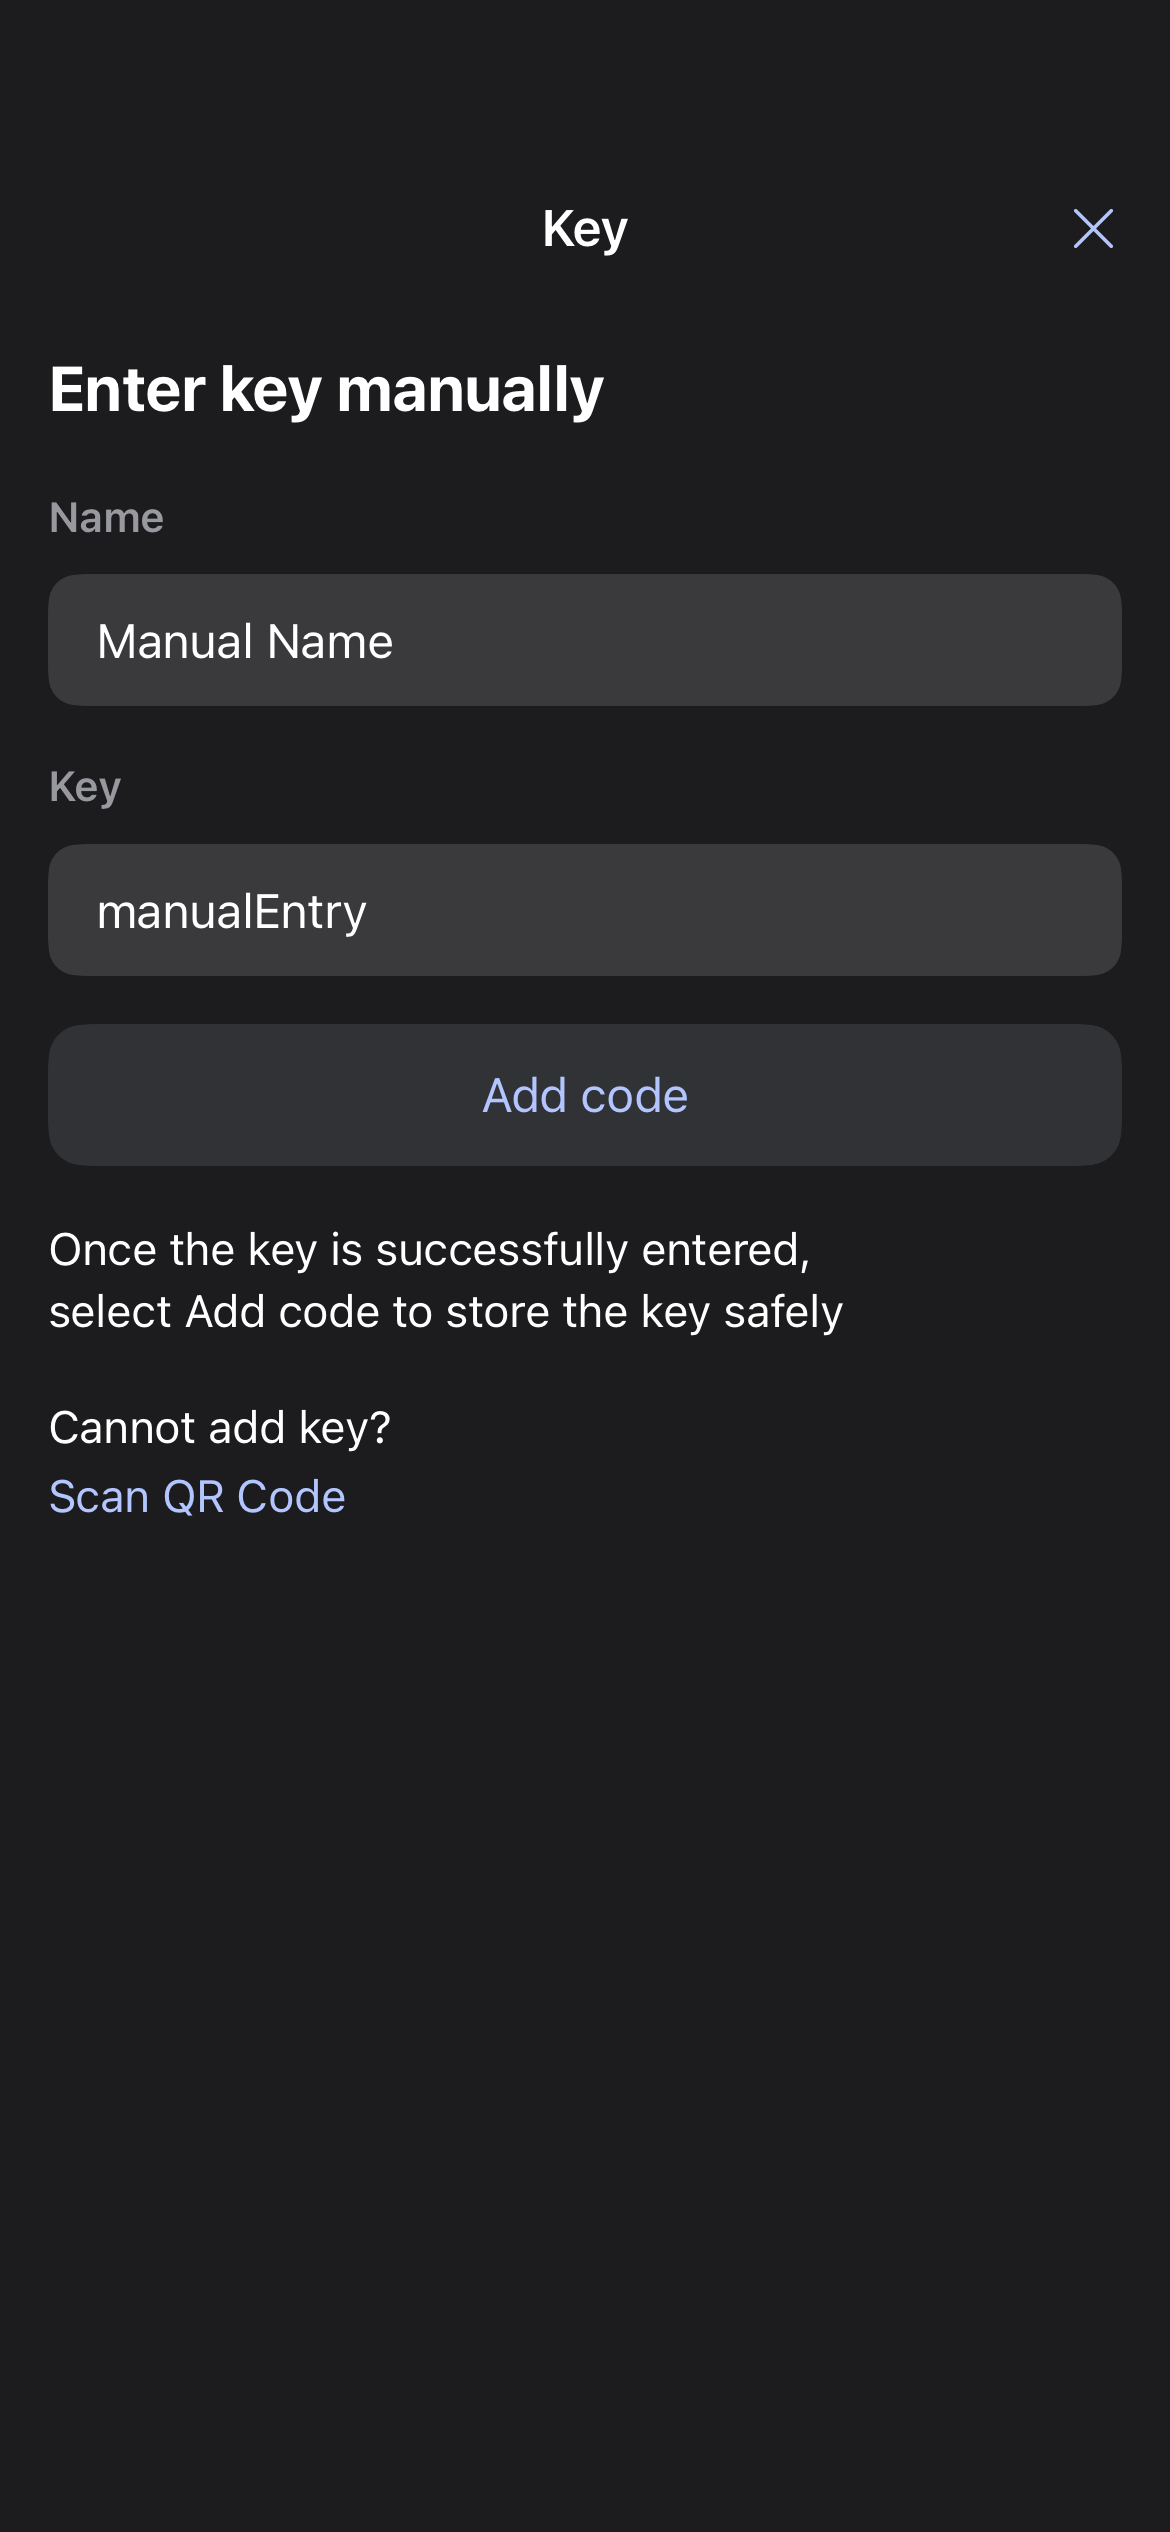 Key
Enter key manually
Name
Manual Name
Key
manualEntry
Add code
Once the key is successfully entered,
select Add code to store the key safely
Cannot add key?
Scan QR Code